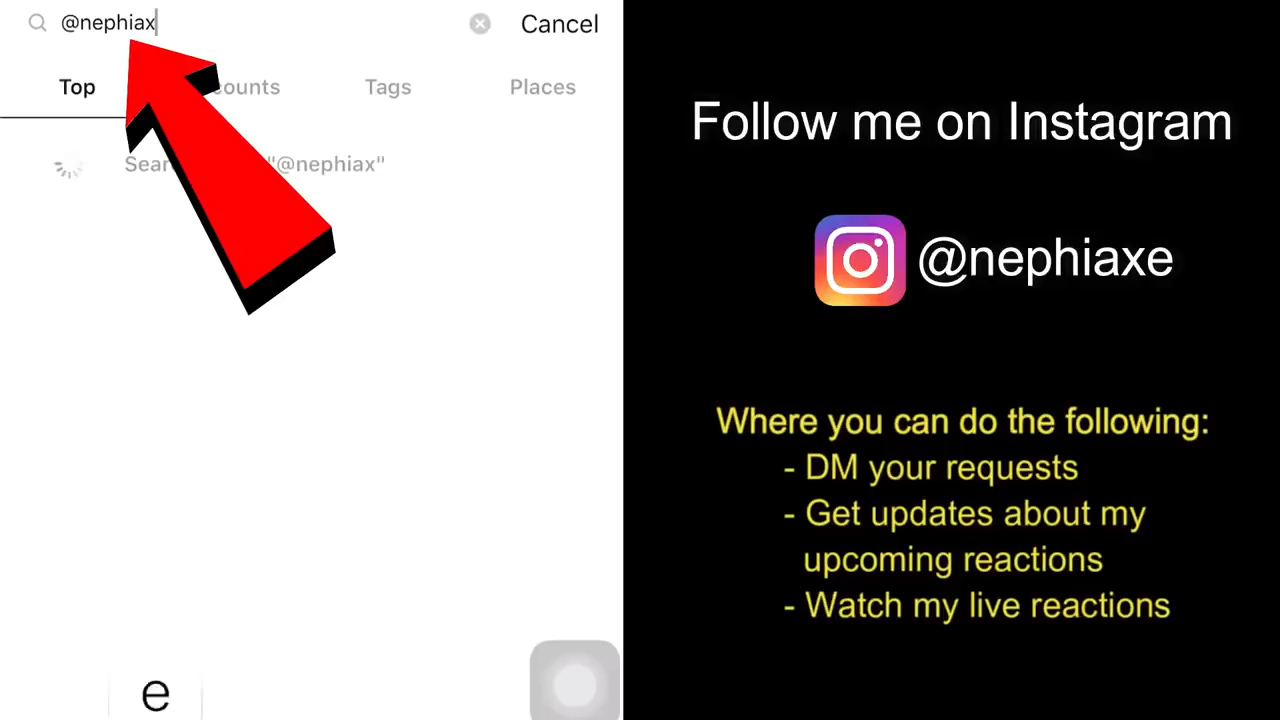 @nephiax
Cancel
Top
Tags
Places
"@nephiax"
e
Follow me on Instagram
@nephiaxe
Where you can do the following:
- DM your requests
- Get updates about my
upcoming reactions
- Watch my live reactions